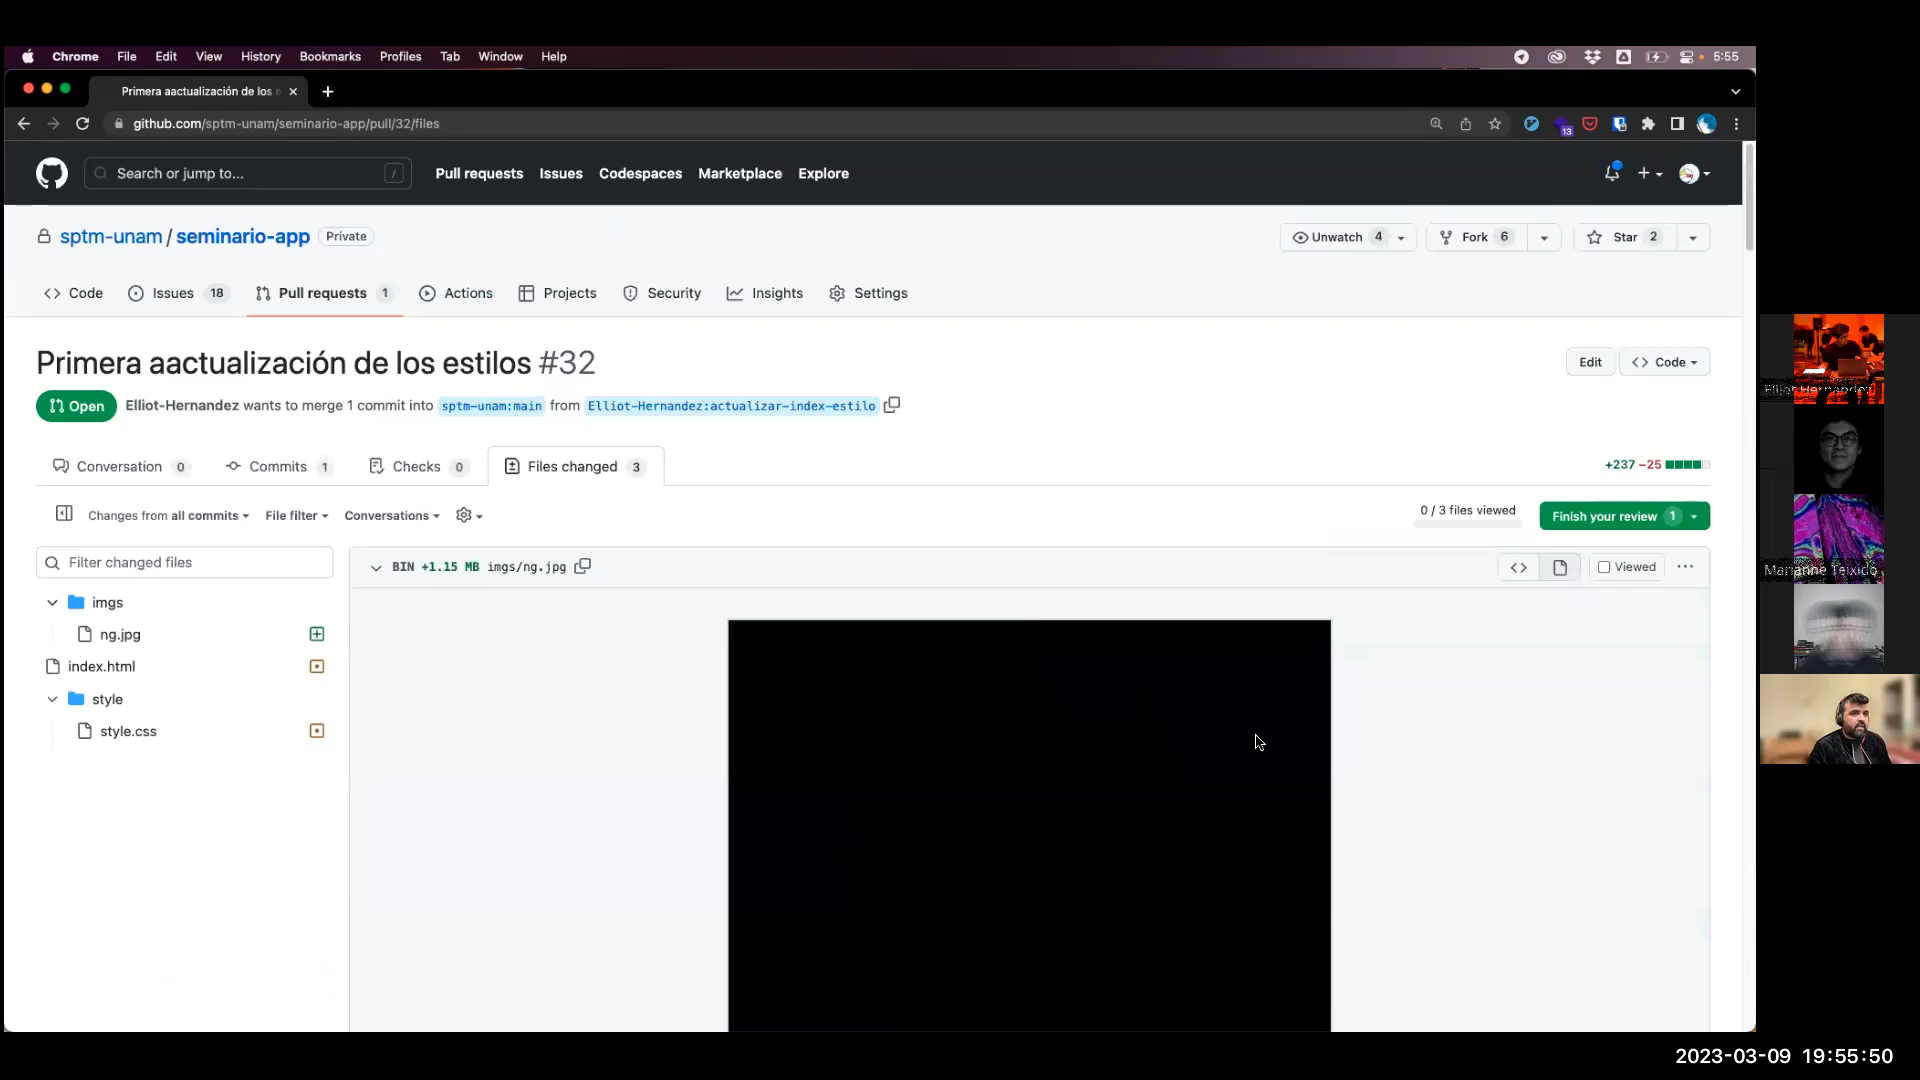 Chrome File Edit View History Bookmarks Profiles Tab Window Help 5:55
Primera aactualización de los e
github.com/sptm-unam/seminario-app/pull/32/files 13
Search or jump to... / Pull requests Issues Codespaces Marketplace Explore
sptm-unam / seminario-app Private Unwatch 4 Fork 6 Star 2
Code Issues 18 Pull requests 1 Actions Projects Security Insights Settings
Primera aactualización de los estilos #32 Edit <> Code
Open Elliot-Hernandez wants to merge 1 commit into sptm-unam:main from Elliot-Hernandez:actualizar-index-estilo
Conversation 0 Commits 1 Checks 0 Files changed 3 +237 −25
Changes from all commits File filter Conversations 0 / 3 files viewed Finish your review 1
Filter changed files
BIN +1.15 MB imgs/ng.jpg <> Viewed ...
imgs
ng.jpg
index.html
style
style.css
Elliot Hernandez
Marianne Teixido
2023-03-09 19:55:50